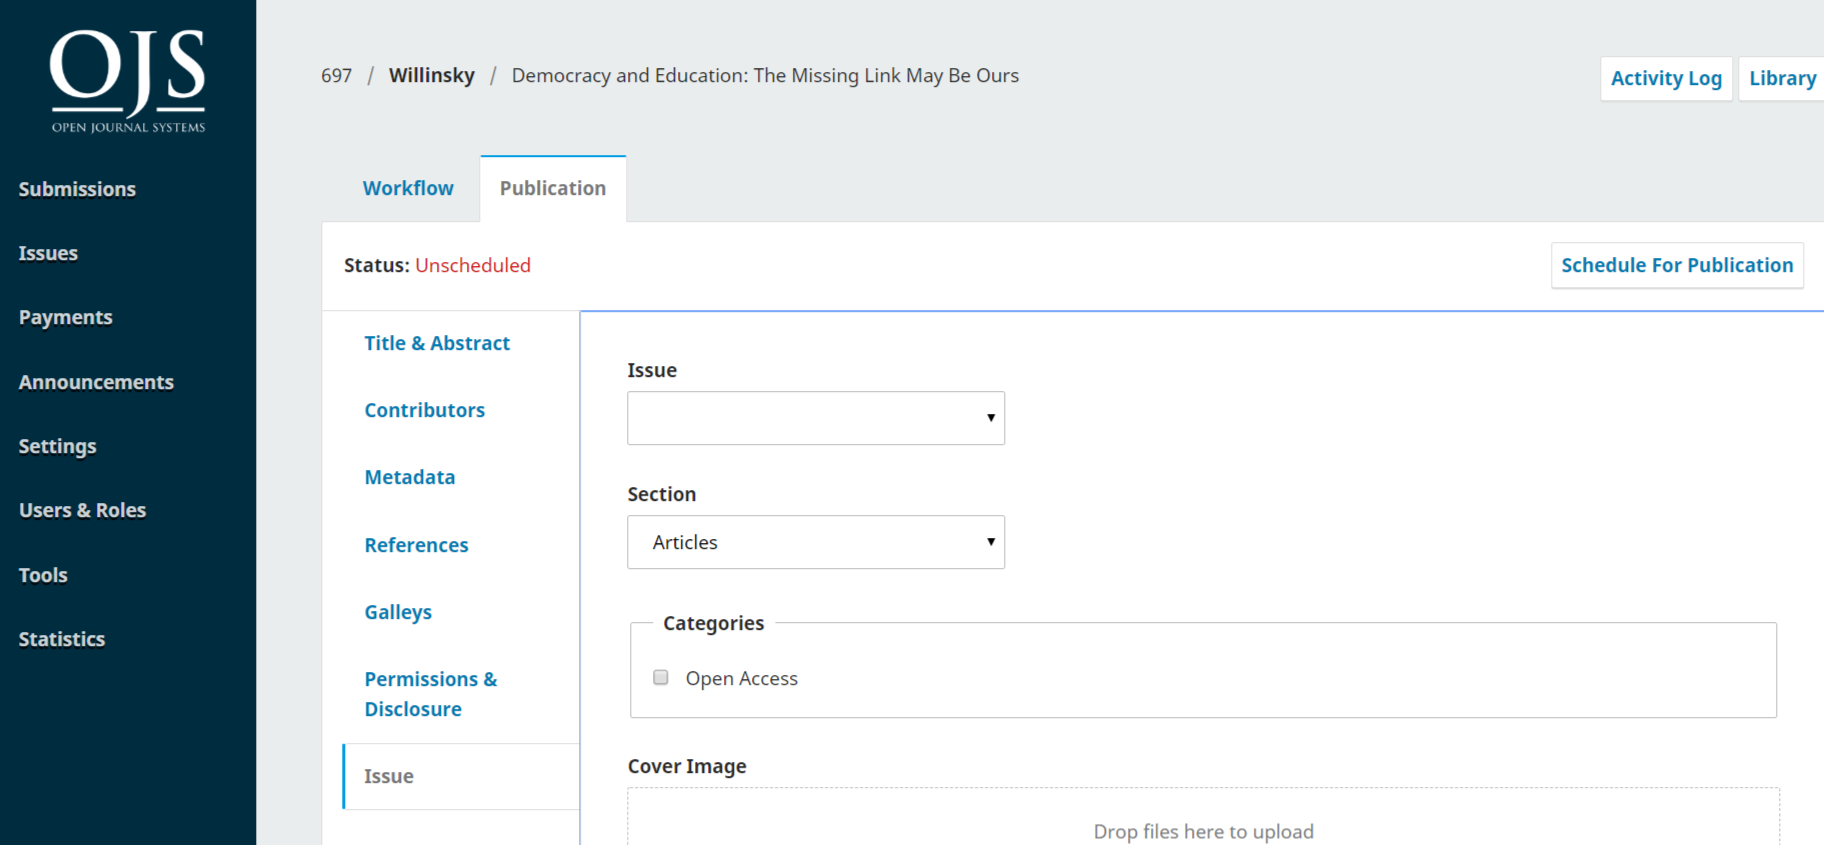 OJS
OPEN JOURNAL SYSTEMS
Submissions
Issues
Payments
Announcements
Settings
Users & Roles
Tools
Statistics
697 / Willinsky / Democracy and Education: The Missing Link May Be Ours
Activity Log
Library
Workflow
Publication
Status: Unscheduled
Schedule For Publication
Title & Abstract
Contributors
Metadata
References
Galleys
Permissions &
Disclosure
Issue
Issue
Section
Articles
Categories
Open Access
Cover Image
Drop files here to upload